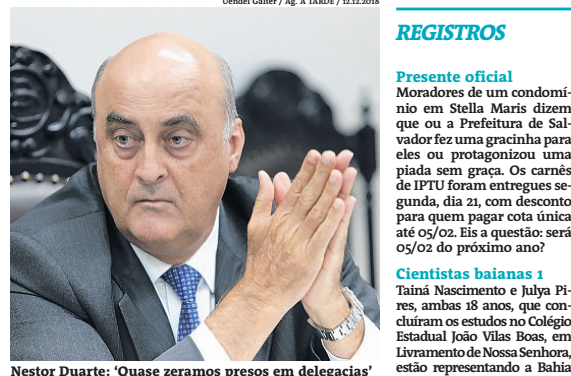 Uendel Galter / Ag. A TARDE / 12.12.2018
Nestor Duarte: ‘Quase zeramos presos em delegacias’
REGISTROS
Presente oficial
Moradores de um condomí-
nio em Stella Maris dizem
que ou a Prefeitura de Sal-
vador fez uma gracinha para
eles ou protagonizou uma
piada sem graça. Os carnês
de IPTU foram entregues se-
gunda, dia 21, com desconto
para quem pagar cota única
até 05/02. Eis a questão: será
05/02 do próximo ano?
Cientistas baianas 1
Tainá Nascimento e Julya Pi-
res, ambas 18 anos, que con-
cluíram os estudos no Colégio
Estadual João Vilas Boas, em
Livramento de Nossa Senhora,
estão representando a Bahia